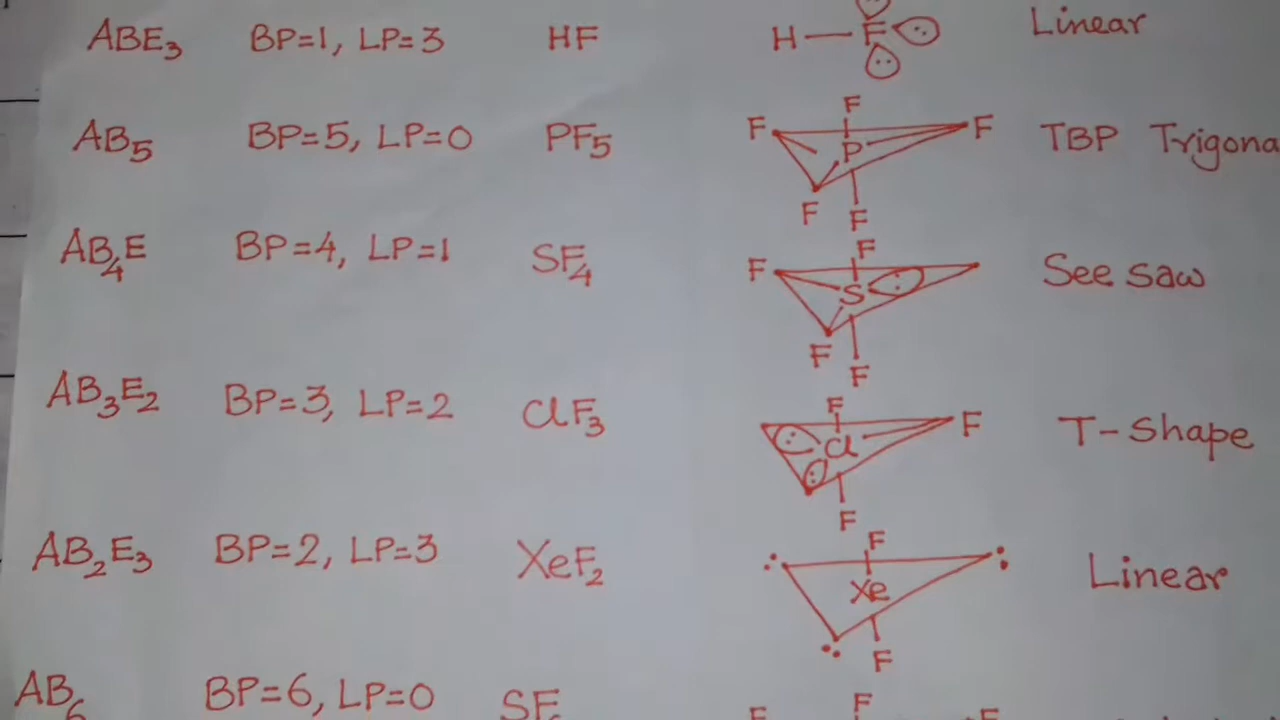 ABE₃ BP=1, LP=3 HF H—F Linear
AB₅ BP=5, LP=0 PF₅ F F F P F F TBP Trigona
AB₄E BP=4, LP=1 SF₄ F F S F F See saw
AB₃E₂ BP=3, LP=2 ClF₃ F F Cl F T-Shape
AB₂E₃ BP=2, LP=3 XeF₂ F Xe F Linear
AB₆ BP=6, LP=0 SF F F F